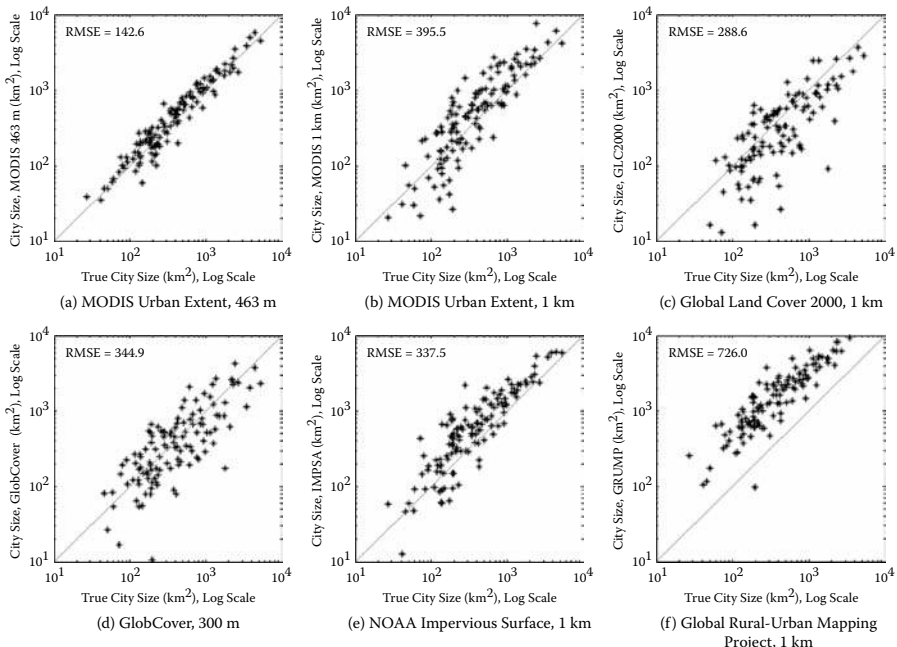 10⁴
RMSE = 142.6
10³
10²
10¹
City Size, MODIS 463 m (km²), Log Scale
10¹ 10² 10³ 10⁴
True City Size (km²), Log Scale
(a) MODIS Urban Extent, 463 m
10⁴
RMSE = 395.5
10³
10²
10¹
City Size, MODIS 1 km (km²), Log Scale
10¹ 10² 10³ 10⁴
True City Size (km²), Log Scale
(b) MODIS Urban Extent, 1 km
10⁴
RMSE = 288.6
10³
10²
10¹
City Size, GLC2000 (km²), Log Scale
10¹ 10² 10³ 10⁴
True City Size (km²), Log Scale
(c) Global Land Cover 2000, 1 km
10⁴
RMSE = 344.9
10³
10²
10¹
City Size, GlobCover (km²), Log Scale
10¹ 10² 10³ 10⁴
True City Size (km²), Log Scale
(d) GlobCover, 300 m
10⁴
RMSE = 337.5
10³
10²
10¹
City Size, IMPSA (km²), Log Scale
10¹ 10² 10³ 10⁴
True City Size (km²), Log Scale
(e) NOAA Impervious Surface, 1 km
10⁴
RMSE = 726.0
10³
10²
10¹
City Size, GRUMP (km²), Log Scale
10¹ 10² 10³ 10⁴
True City Size (km²), Log Scale
(f) Global Rural-Urban Mapping
Project, 1 km